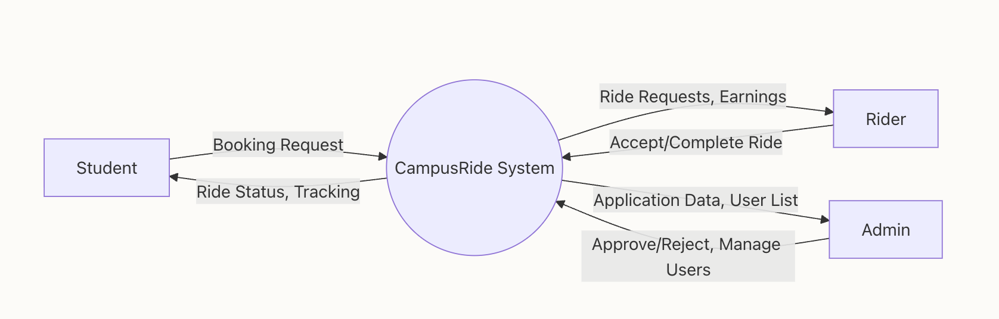 Student
Booking Request
Ride Status, Tracking
CampusRide System
Ride Requests, Earnings
Accept/Complete Ride
Application Data, User List
Approve/Reject, Manage
Users
Rider
Admin